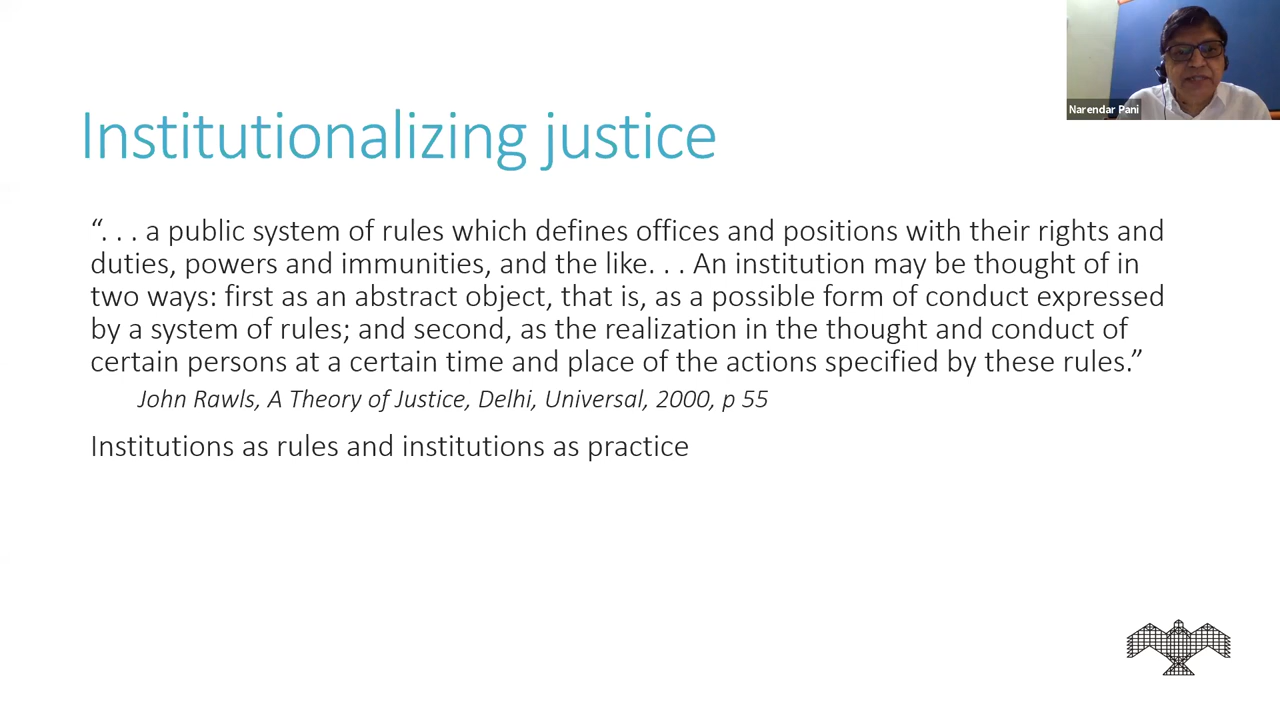 Narendar Pani
Institutionalizing justice
“. . . a public system of rules which defines offices and positions with their rights and
duties, powers and immunities, and the like. . . An institution may be thought of in
two ways: first as an abstract object, that is, as a possible form of conduct expressed
by a system of rules; and second, as the realization in the thought and conduct of
certain persons at a certain time and place of the actions specified by these rules.”
John Rawls, A Theory of Justice, Delhi, Universal, 2000, p 55
Institutions as rules and institutions as practice